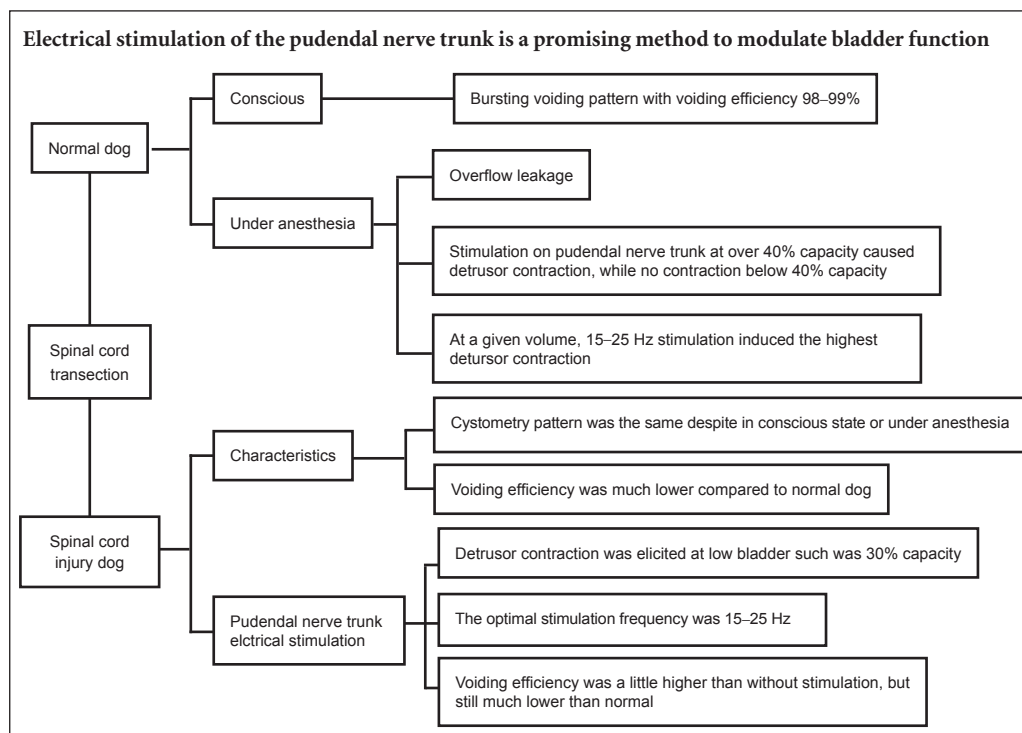 Electrical stimulation of the pudendal nerve trunk is a promising method to modulate bladder function
Conscious
Bursting voiding pattern with voiding efficiency 98–99%
Normal dog
Overflow leakage
Under anesthesia
Stimulation on pudendal nerve trunk at over 40% capacity caused
detrusor contraction, while no contraction below 40% capacity
At a given volume, 15–25 Hz stimulation induced the highest
detursor contraction
Spinal cord
transection
Cystometry pattern was the same despite in conscious state or under anesthesia
Characteristics
Voiding efficiency was much lower compared to normal dog
Spinal cord
injury dog
Detrusor contraction was elicited at low bladder such was 30% capacity
Pudendal nerve trunk
elctrical stimulation
The optimal stimulation frequency was 15–25 Hz
Voiding efficiency was a little higher than without stimulation, but
still much lower than normal